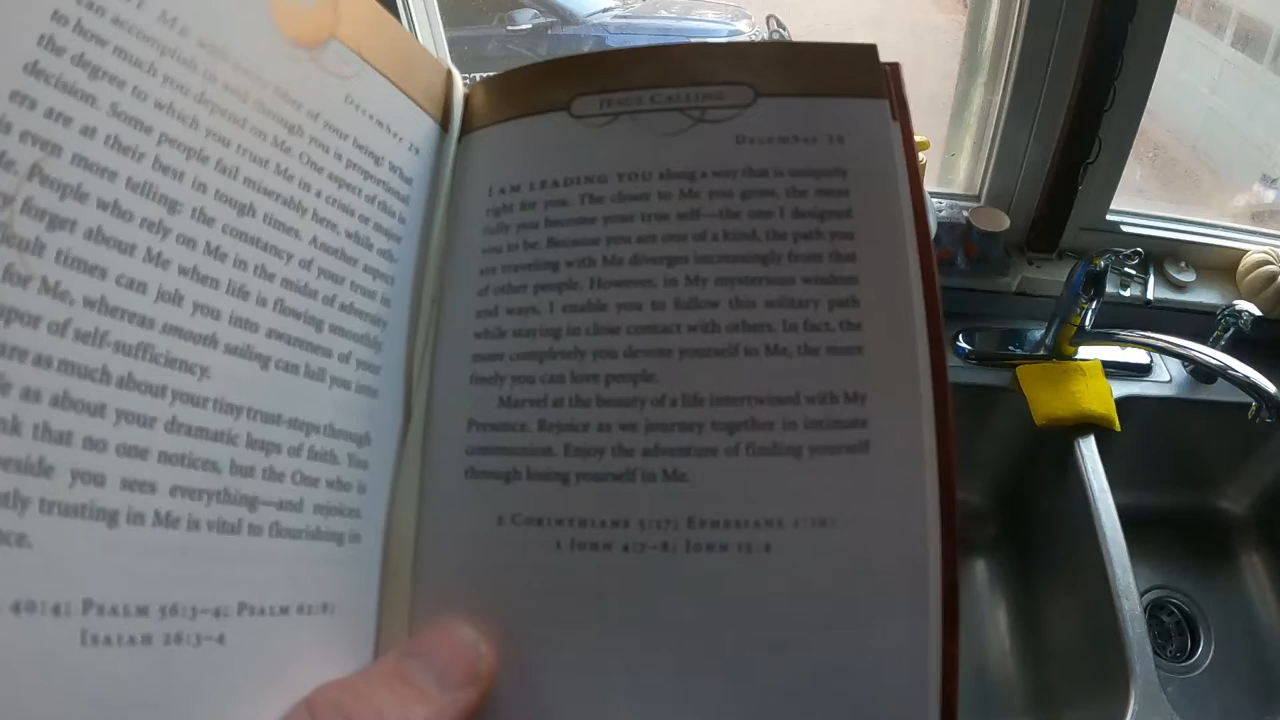 December 29
can accomplish in and through you is proportional
to how much you depend on Me. One aspect of this is
the degree to which you trust Me in a crisis or major
decision. Some people fail miserably here, while oth-
ers are at their best in tough times. Another aspect
is even more telling: the constancy of your trust in
Me. People who rely on Me in the midst of adversity
forget about Me when life is flowing smoothly.
times can jolt you into awareness of your
for Me, whereas smooth sailing can lull you into
of self-sufficiency.
are as much about your tiny trust-steps through
as about your dramatic leaps of faith. You
that no one notices, but the One who is
beside you sees everything—and rejoices.
trusting in Me is vital to flourishing in
40:4; Psalm 56:3–4; Psalm 62:8;
Isaiah 26:3–4
Jesus Calling
December 30
I AM LEADING YOU along a way that is uniquely
right for you. The closer to Me you grow, the more
fully you become your true self—the one I designed
you to be. Because you are one of a kind, the path you
are traveling with Me diverges increasingly from that
of other people. However, in My mysterious wisdom
and ways, I enable you to follow this solitary path
while staying in close contact with others. In fact, the
more completely you devote yourself to Me, the more
freely you can love people.
Marvel at the beauty of a life intertwined with My
Presence. Rejoice as we journey together in intimate
communion. Enjoy the adventure of finding yourself
through losing yourself in Me.
2 Corinthians 5:17; Ephesians 2:10;
1 John 4:7–8; John 15:4